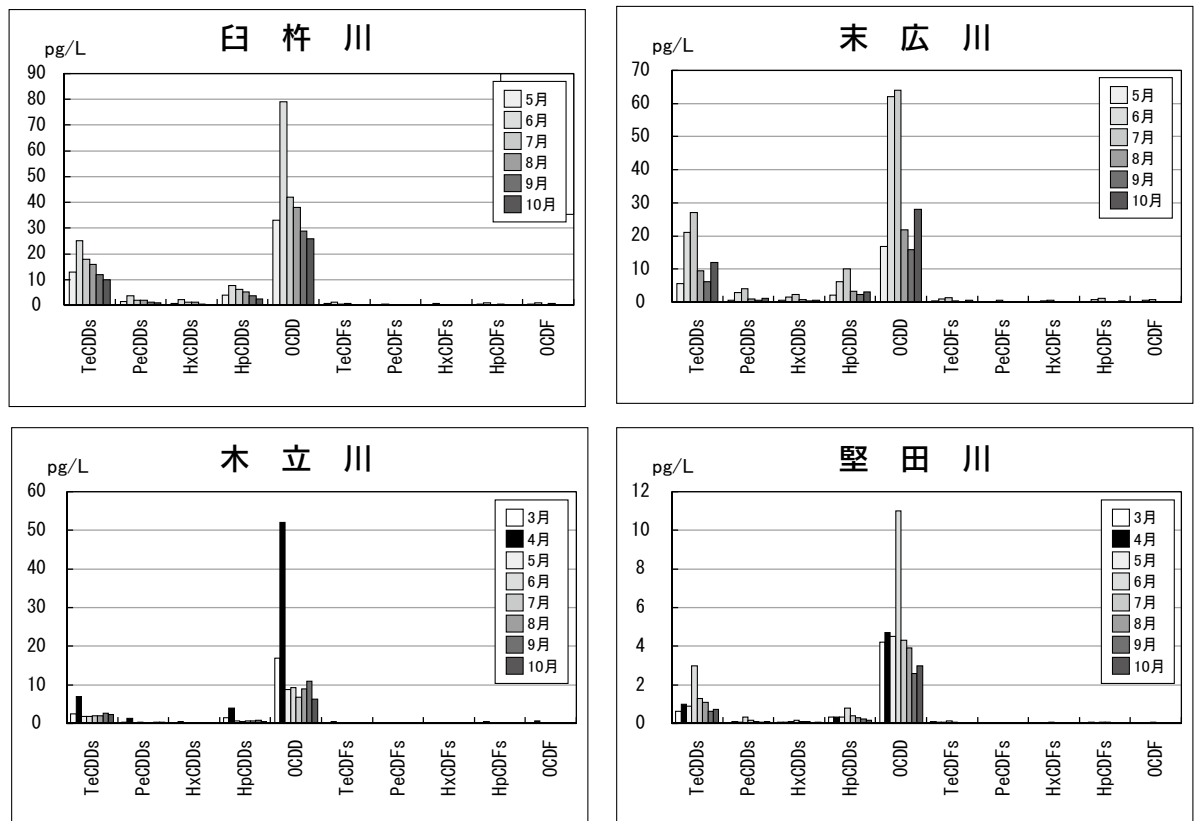 臼 杵 川
pg/L
90
80
70
60
50
40
30
20
10
0
5月
6月
7月
8月
9月
10月
TeCDDs
PeCDDs
HxCDDs
HpCDDs
OCDD
TeCDFs
PeCDFs
HxCDFs
HpCDFs
OCDF
末 広 川
pg/L
70
60
50
40
30
20
10
0
5月
6月
7月
8月
9月
10月
TeCDDs
PeCDDs
HxCDDs
HpCDDs
OCDD
TeCDFs
PeCDFs
HxCDFs
HpCDFs
OCDF
木 立 川
pg/L
60
50
40
30
20
10
0
3月
4月
5月
6月
7月
8月
9月
10月
TeCDDs
PeCDDs
HxCDDs
HpCDDs
OCDD
TeCDFs
PeCDFs
HxCDFs
HpCDFs
OCDF
堅 田 川
pg/L
12
10
8
6
4
2
0
3月
4月
5月
6月
7月
8月
9月
10月
TeCDDs
PeCDDs
HxCDDs
HpCDDs
OCDD
TeCDFs
PeCDFs
HxCDFs
HpCDFs
OCDF